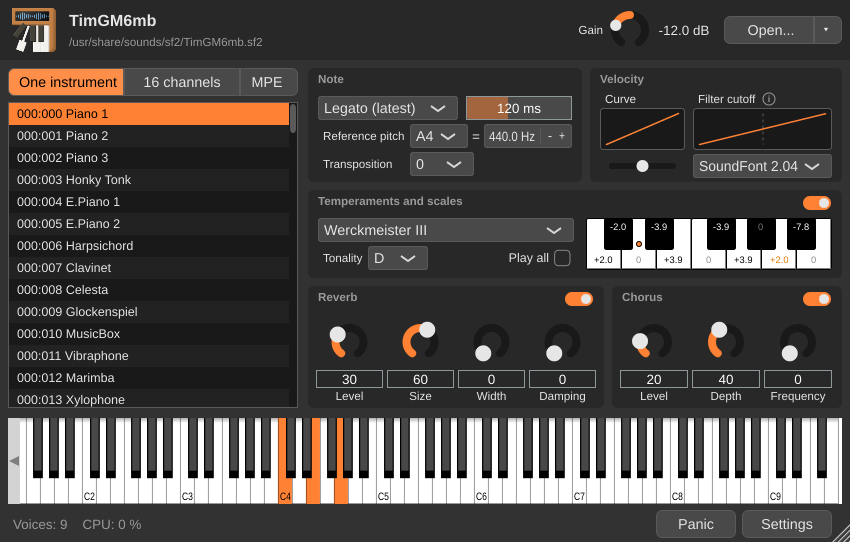 TimGM6mb
/usr/share/sounds/sf2/TimGM6mb.sf2
Gain
-12.0 dB
Open...
One instrument
16 channels
MPE
000:000 Piano 1
000:001 Piano 2
000:002 Piano 3
000:003 Honky Tonk
000:004 E.Piano 1
000:005 E.Piano 2
000:006 Harpsichord
000:007 Clavinet
000:008 Celesta
000:009 Glockenspiel
000:010 MusicBox
000:011 Vibraphone
000:012 Marimba
000:013 Xylophone
Note
Legato (latest)
120 ms
Reference pitch
A4
=
440.0 Hz
- +
Transposition
0
Velocity
Curve
Filter cutoff
i
SoundFont 2.04
Temperaments and scales
Werckmeister III
Tonality
D
Play all
-2.0 -3.9 -3.9 0 -7.8
+2.0 0 +3.9 0 +3.9 +2.0 0
Reverb
30 60 0 0
Level Size Width Damping
Chorus
20 40 0
Level Depth Frequency
C2 C3 C4 C5 C6 C7 C8 C9
Voices: 9
CPU: 0 %
Panic
Settings